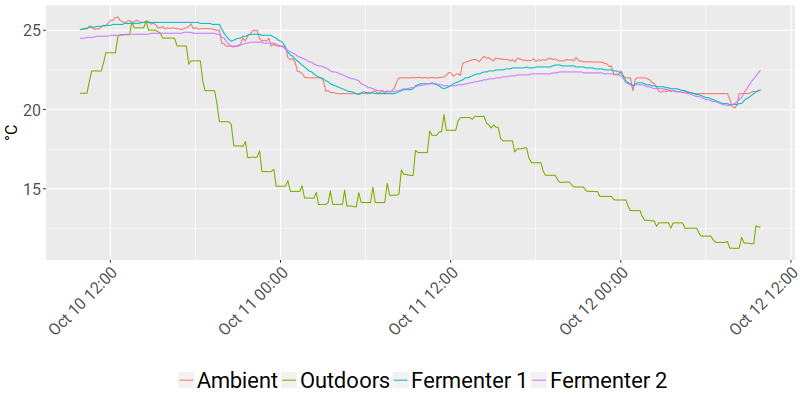 °C
25
20
15
Oct 10 12:00
Oct 11 00:00
Oct 11 12:00
Oct 12 00:00
Oct 12 12:00
Ambient Outdoors Fermenter 1 Fermenter 2